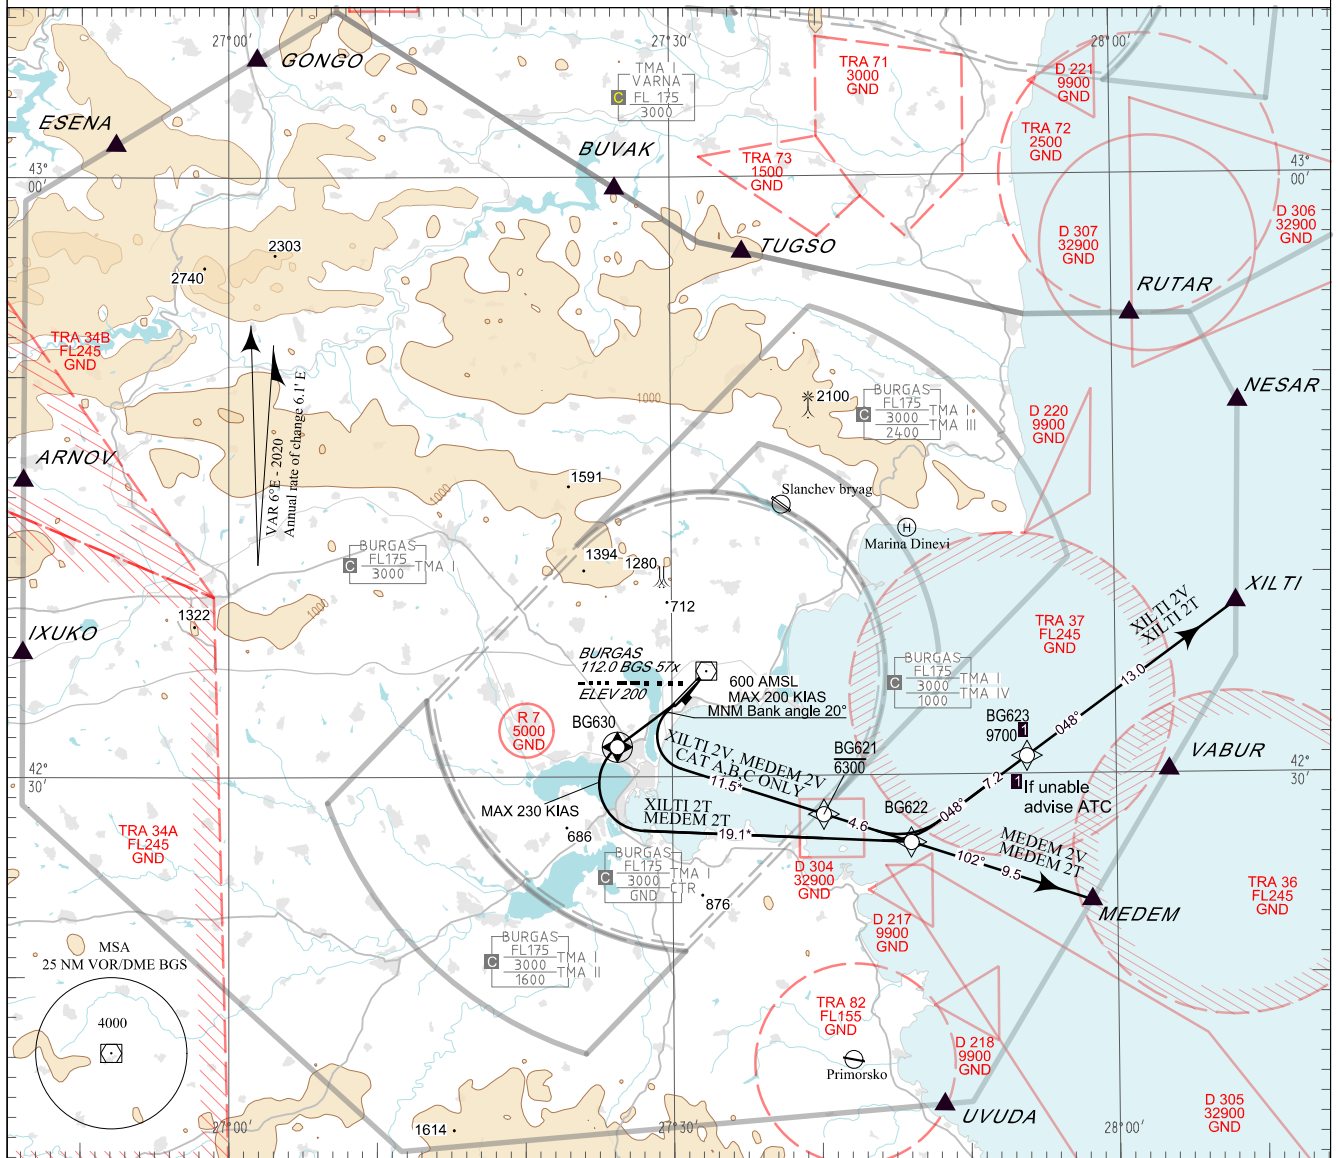 27°00'
27°30'
28°00'
GONGO
ESENA
BUVAK
TUGSO
RUTAR
NESAR
ARNOV
IXUKO
XILTI
VABUR
MEDEM
UVUDA
TMA I
VARNA
C FL 175
3000
TRA 71
3000
GND
D 221
9900
GND
TRA 72
2500
GND
TRA 73
1500
GND
43°
00'
43°
00'
D 307
32900
GND
D 306
32900
GND
2303
2740
TRA 34B
FL245
GND
VAR 6°E - 2020
Annual rate of change 6.1' E
1000
2100
BURGAS
FL175
C 3000 TMA I
2400 TMA III
D 220
9900
GND
1000
1591
Slanchev bryag
H
Marina Dinevi
BURGAS
FL175
C 3000 TMA I
1394
1280
712
1322
1000
TRA 37
FL245
GND
XILTI 2V
XILTI 2T
BURGAS
112.0 BGS 57x
ELEV 200
600 AMSL
MAX 200 KIAS
MNM Bank angle 20°
BURGAS
FL175
C 3000 TMA I
1000 TMA IV
13.0
048°
R 7
5000
GND
BG630
BG623
9700 1
BG621
6300
XILTI 2V, MEDEM 2V
CAT A,B,C ONLY
11.5*
42°
30'
42°
30'
1 If unable
advise ATC
7.2
048°
BG622
4.6
MAX 230 KIAS
XILTI 2T
MEDEM 2T
19.1*
686
TRA 34A
FL245
GND
MEDEM 2V
MEDEM 2T
102°
9.5
BURGAS
FL175
C 3000 TMA I
GND CTR
D 304
32900
GND
876
TRA 36
FL245
GND
D 217
9900
GND
BURGAS
FL175
C 3000 TMA I
1600 TMA II
MSA
25 NM VOR/DME BGS
4000
TRA 82
FL155
GND
Primorsko
D 218
9900
GND
D 305
32900
GND
1614
27°00'
27°30'
28°00'